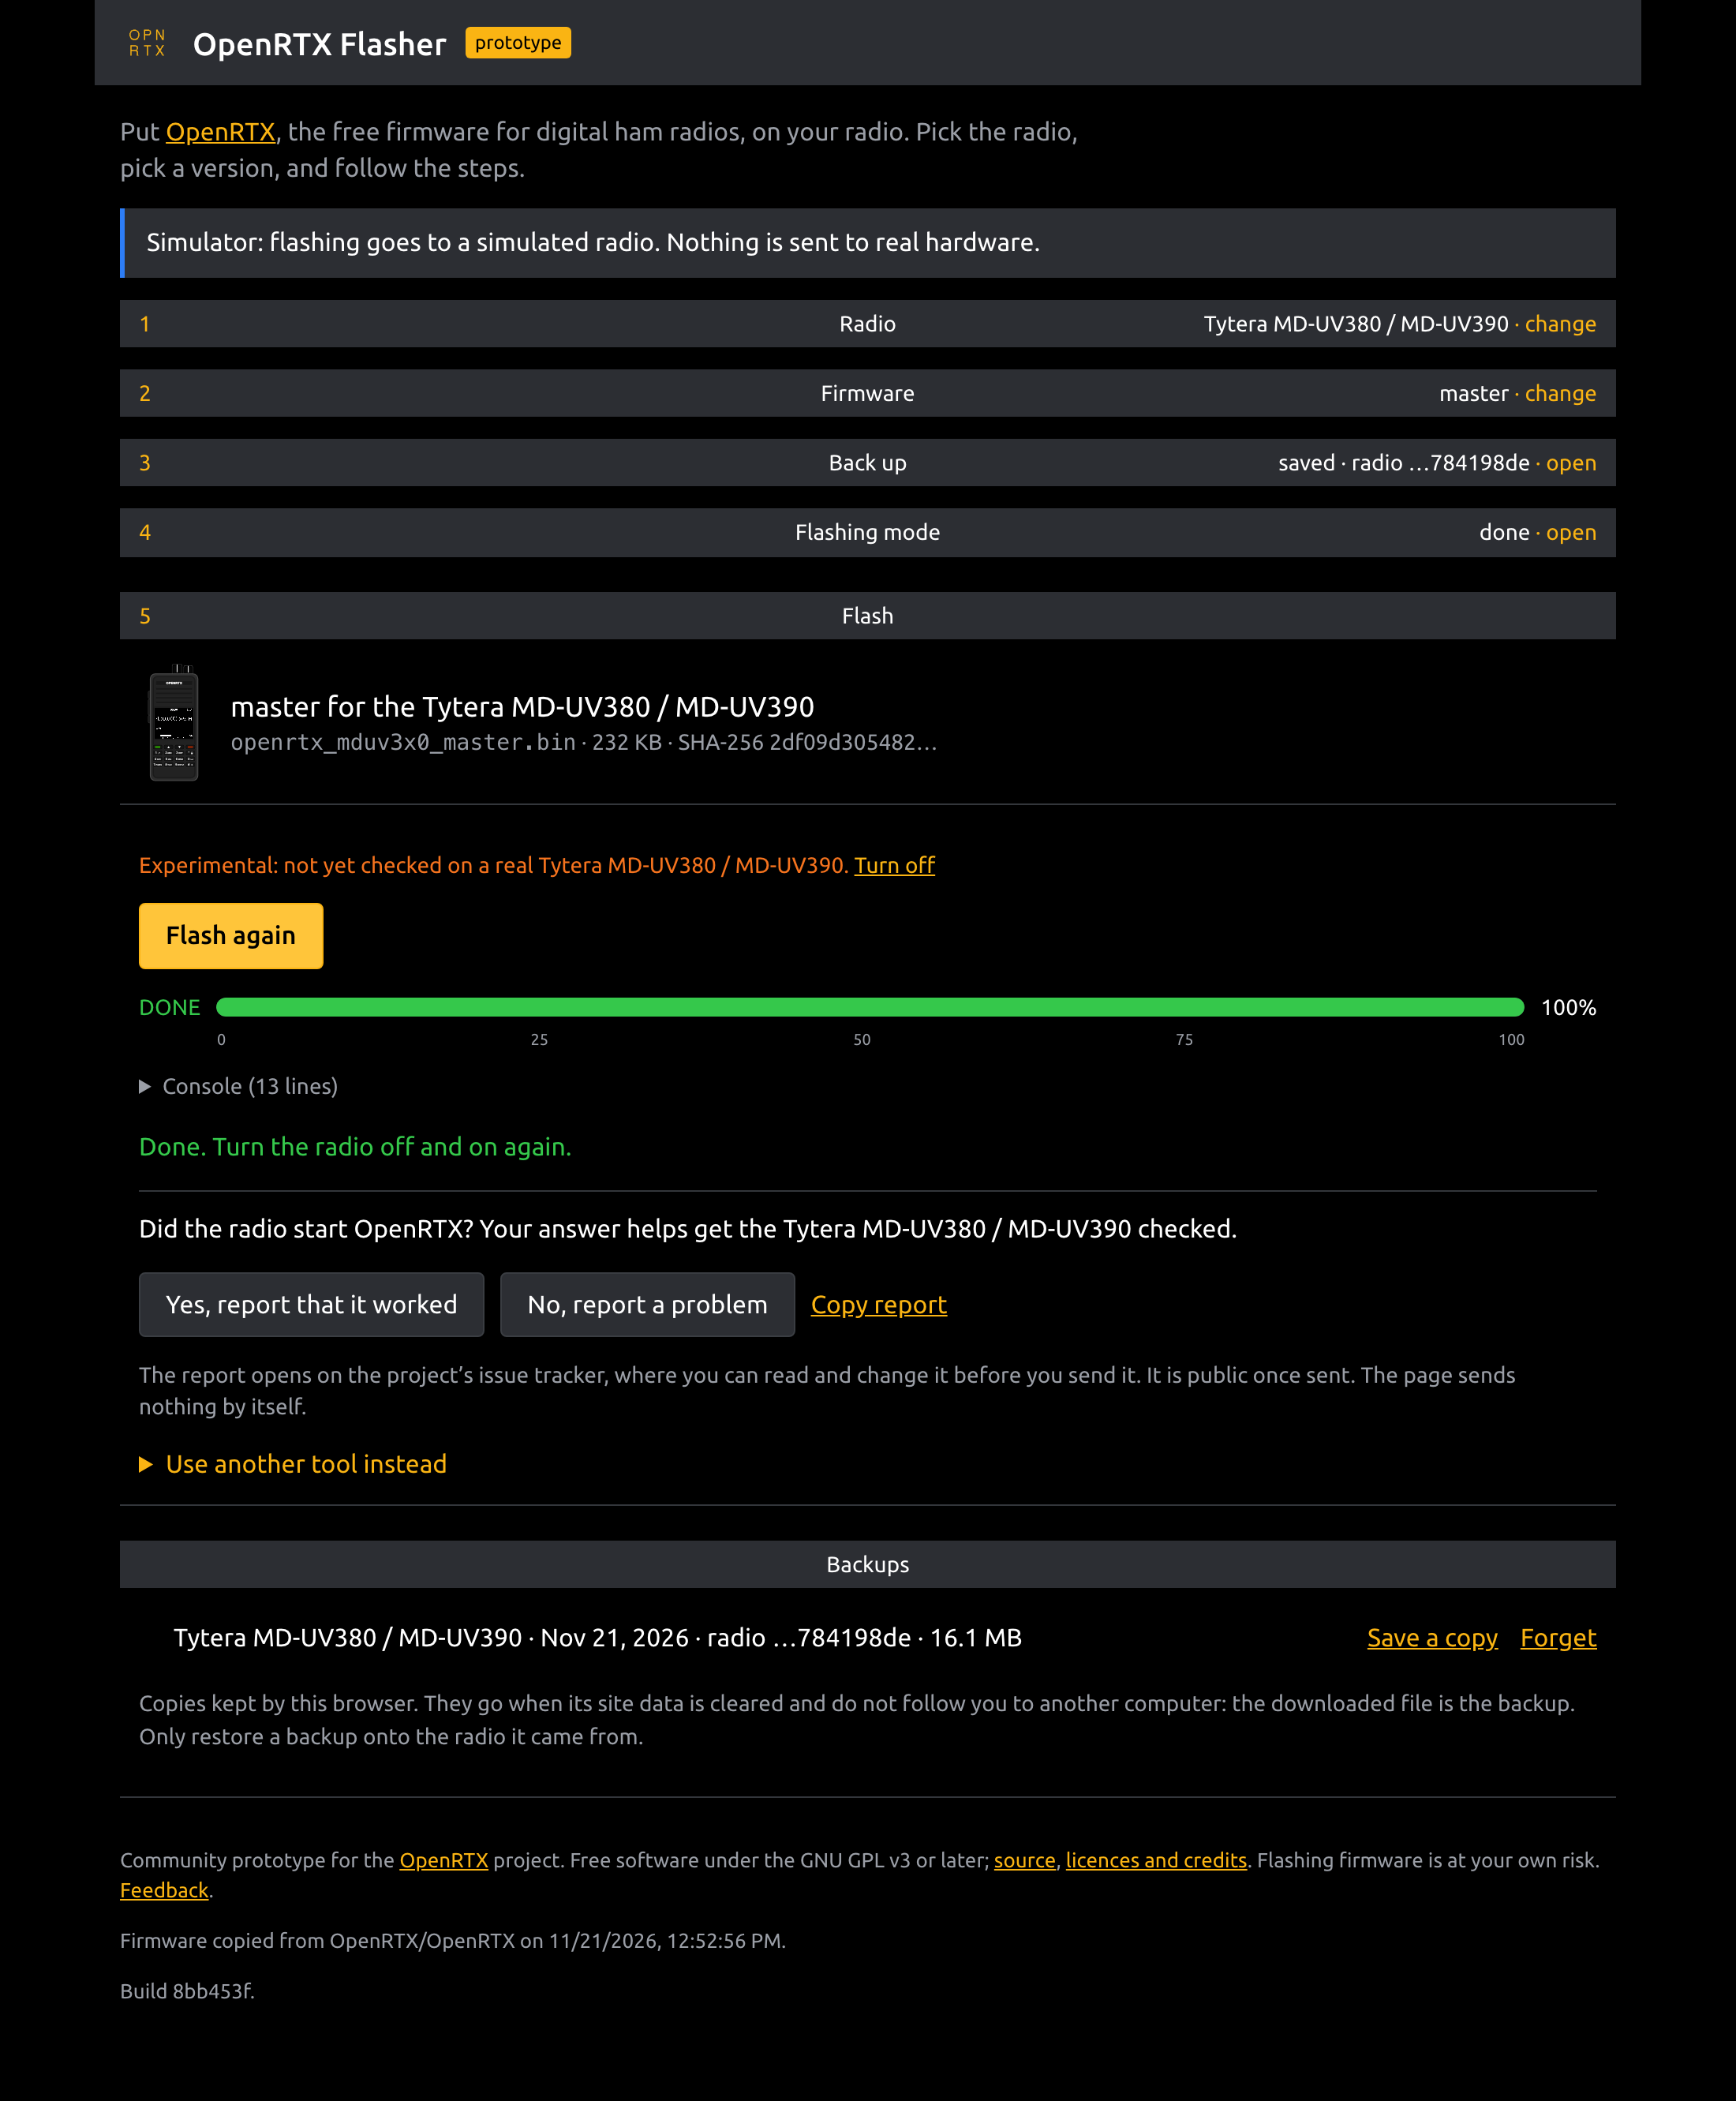 OPN
RTX
OpenRTX Flasher
prototype
Put OpenRTX, the free firmware for digital ham radios, on your radio. Pick the radio,
pick a version, and follow the steps.
Simulator: flashing goes to a simulated radio. Nothing is sent to real hardware.
1 Radio Tytera MD-UV380 / MD-UV390 · change
2 Firmware master · change
3 Back up saved · radio …784198de · open
4 Flashing mode done · open
5 Flash
master for the Tytera MD-UV380 / MD-UV390
openrtx_mduv3x0_master.bin · 232 KB · SHA-256 2df09d305482…
Experimental: not yet checked on a real Tytera MD-UV380 / MD-UV390. Turn off
Flash again
DONE 100%
0 25 50 75 100
Console (13 lines)
Done. Turn the radio off and on again.
Did the radio start OpenRTX? Your answer helps get the Tytera MD-UV380 / MD-UV390 checked.
Yes, report that it worked No, report a problem Copy report
The report opens on the project’s issue tracker, where you can read and change it before you send it. It is public once sent. The page sends
nothing by itself.
Use another tool instead
Backups
Tytera MD-UV380 / MD-UV390 · Nov 21, 2026 · radio …784198de · 16.1 MB Save a copy Forget
Copies kept by this browser. They go when its site data is cleared and do not follow you to another computer: the downloaded file is the backup.
Only restore a backup onto the radio it came from.
Community prototype for the OpenRTX project. Free software under the GNU GPL v3 or later; source, licences and credits. Flashing firmware is at your own risk.
Feedback.
Firmware copied from OpenRTX/OpenRTX on 11/21/2026, 12:52:56 PM.
Build 8bb453f.